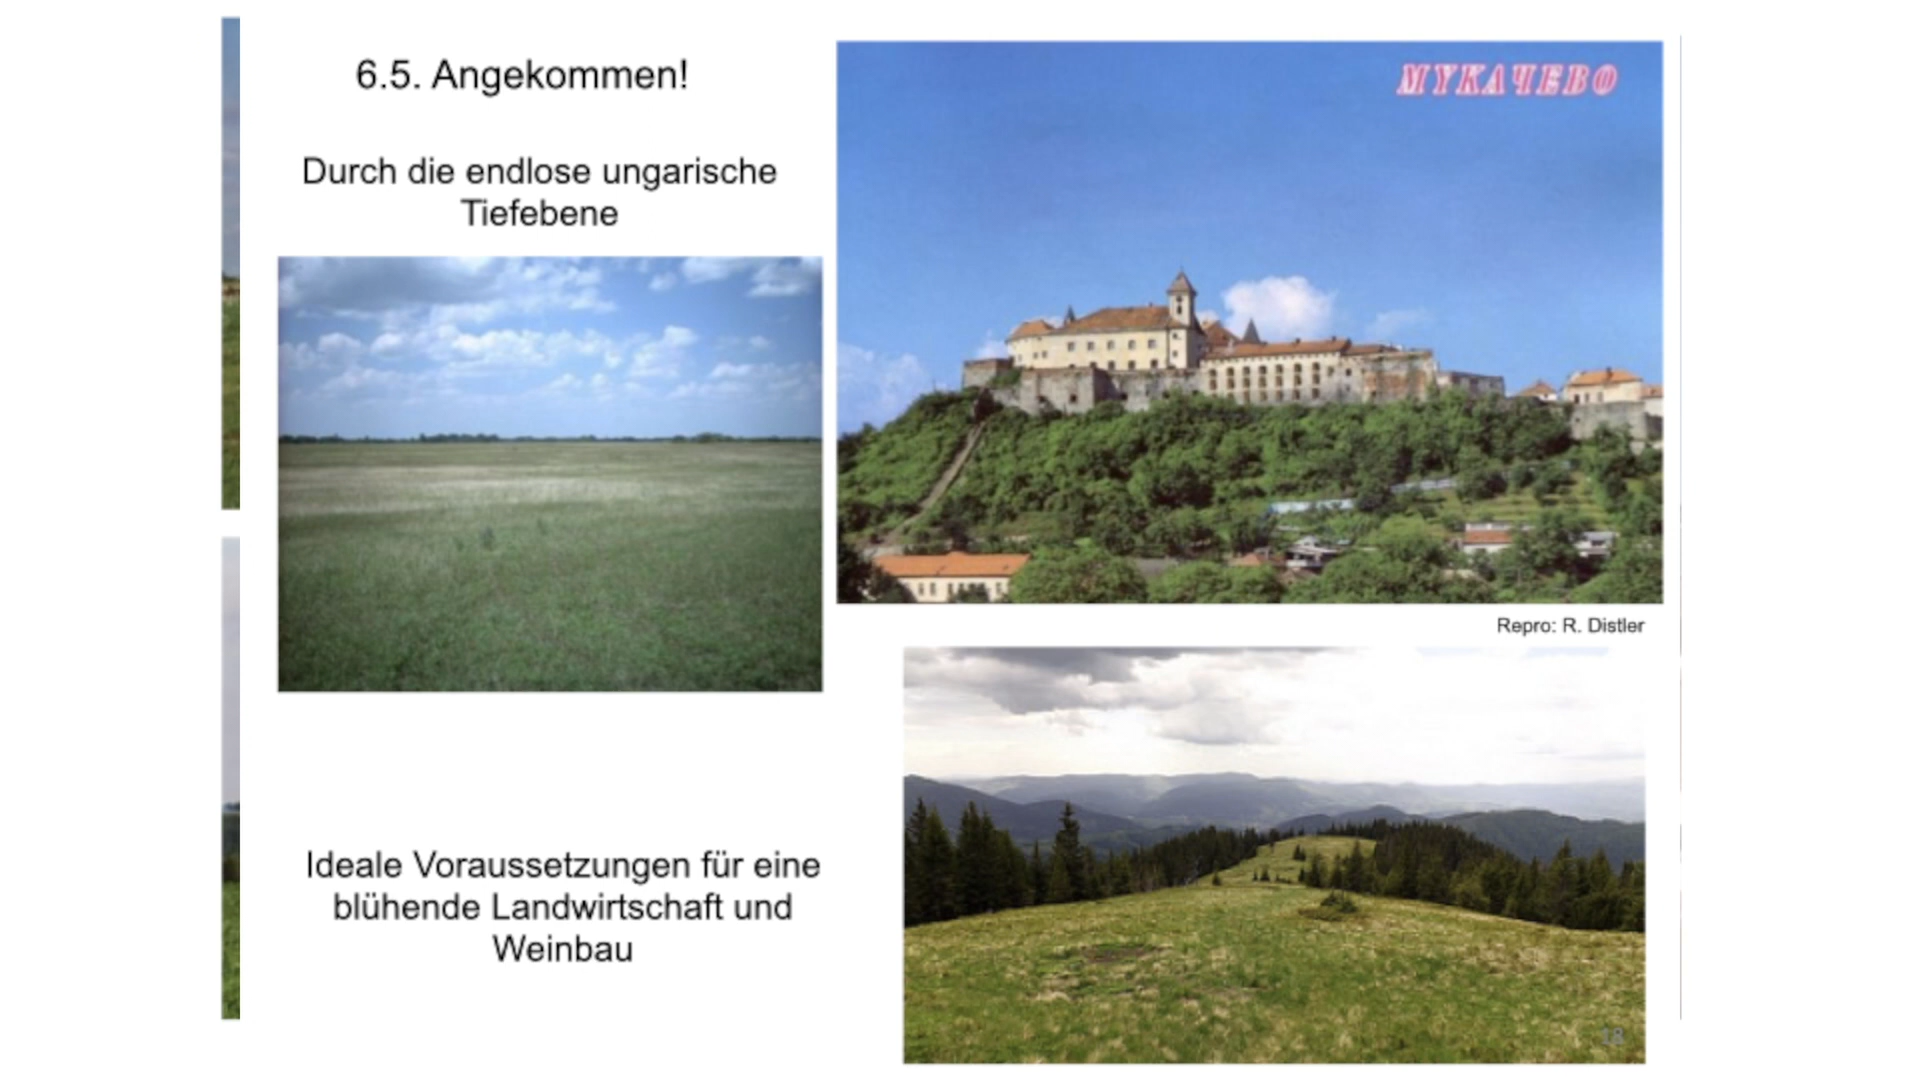 6.5. Angekommen!
Durch die endlose ungarische
Tiefebene
МУКАЧЕВО
Repro: R. Distler
Ideale Voraussetzungen für eine
blühende Landwirtschaft und
Weinbau
18